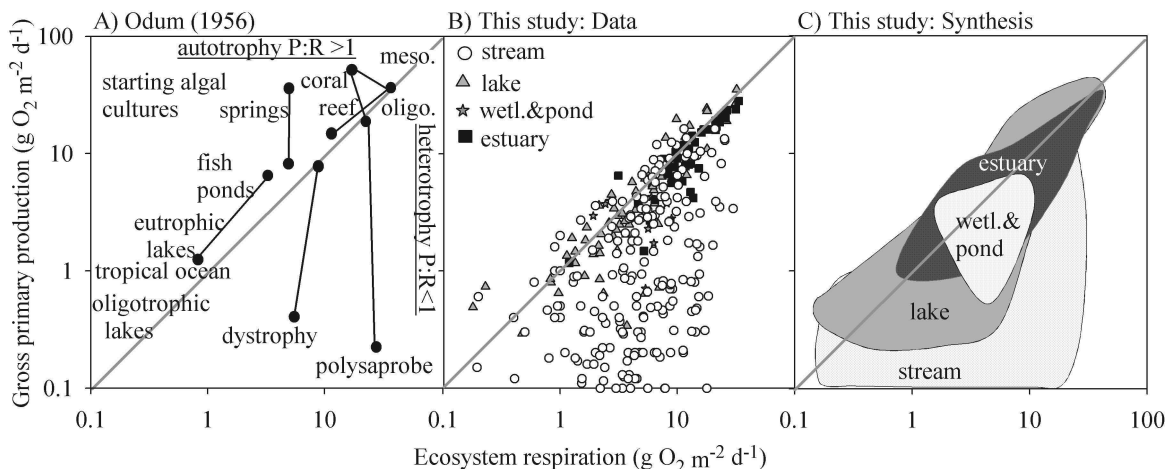 A) Odum (1956)
B) This study: Data
C) This study: Synthesis
Gross primary production (g O2 m-2 d-1)
100
10
1
0.1
autotrophy P:R >1
meso.
starting algal
cultures
coral
springs
reef
oligo.
fish
ponds
eutrophic
lakes
tropical ocean
oligotrophic
lakes
dystrophy
polysaprobe
heterotrophy P:R<1
stream
lake
wetl.&pond
estuary
estuary
wetl.&
pond
lake
stream
0.1 1 10 0.1 1 10 0.1 1 10 100
Ecosystem respiration (g O2 m-2 d-1)